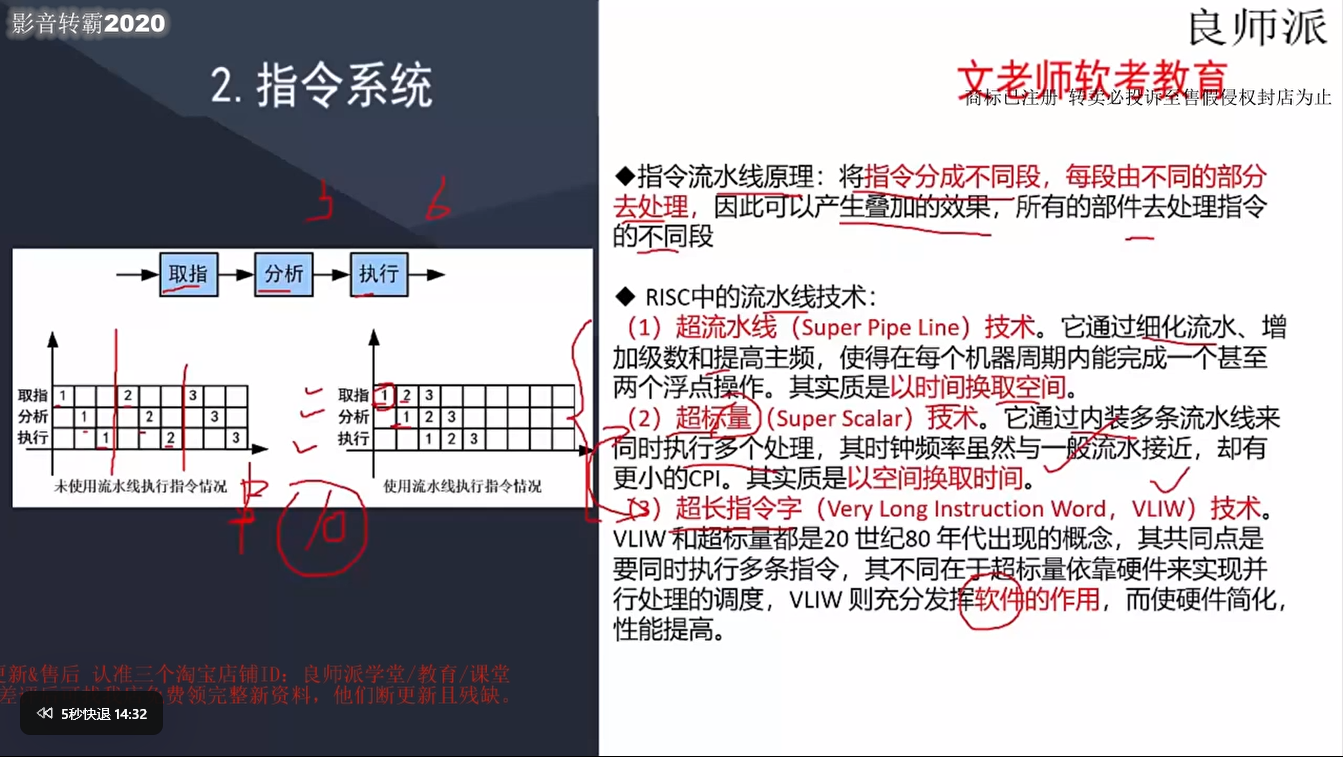 影音转霸2020
良师派
文老师软考教育
商标已注册 转卖必投诉至售假侵权封店为止
2. 指令系统
5 6
取指 分析 执行
取指 1 2 3
分析 1 2 3
执行 1 2 3
未使用流水线执行指令情况
取指 1 2 3
分析 1 2 3
执行 1 2 3
使用流水线执行指令情况
10
◆指令流水线原理：将指令分成不同段，每段由不同的部分
去处理，因此可以产生叠加的效果，所有的部件去处理指令
的不同段
◆ RISC中的流水线技术：
（1）超流水线（Super Pipe Line）技术。它通过细化流水、增
加级数和提高主频，使得在每个机器周期内能完成一个甚至
两个浮点操作。其实质是以时间换取空间。
（2）超标量（Super Scalar）技术。它通过内装多条流水线来
同时执行多个处理，其时钟频率虽然与一般流水接近，却有
更小的CPI。其实质是以空间换取时间。
（3）超长指令字（Very Long Instruction Word，VLIW）技术。
VLIW 和超标量都是20 世纪80 年代出现的概念，其共同点是
要同时执行多条指令，其不同在于超标量依靠硬件来实现并
行处理的调度，VLIW 则充分发挥软件的作用，而使硬件简化，
性能提高。
更新&售后 认准三个淘宝店铺ID：良师派学堂/教育/课堂
费领完整新资料，他们断更新且残缺。
5秒快退 14:32